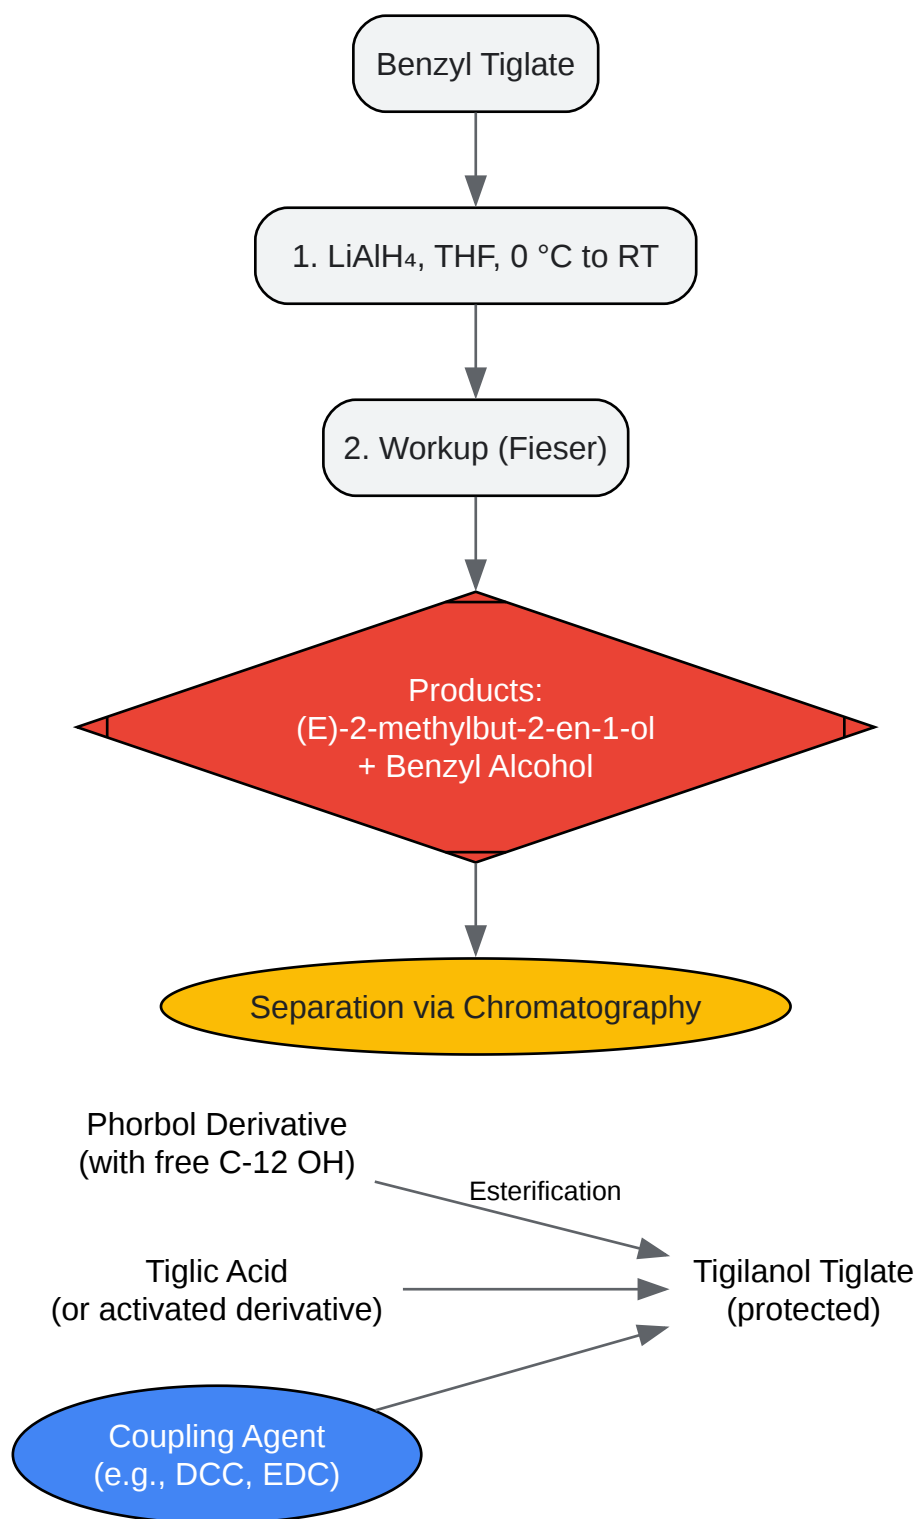 Benzyl Tiglate
1. LiAlH₄, THF, 0 °C to RT
2. Workup (Fieser)
Products:
(E)-2-methylbut-2-en-1-ol
+ Benzyl Alcohol
Separation via Chromatography
Phorbol Derivative
(with free C-12 OH)
Esterification
Tiglic Acid
(or activated derivative)
Tigilanol Tiglate
(protected)
Coupling Agent
(e.g., DCC, EDC)